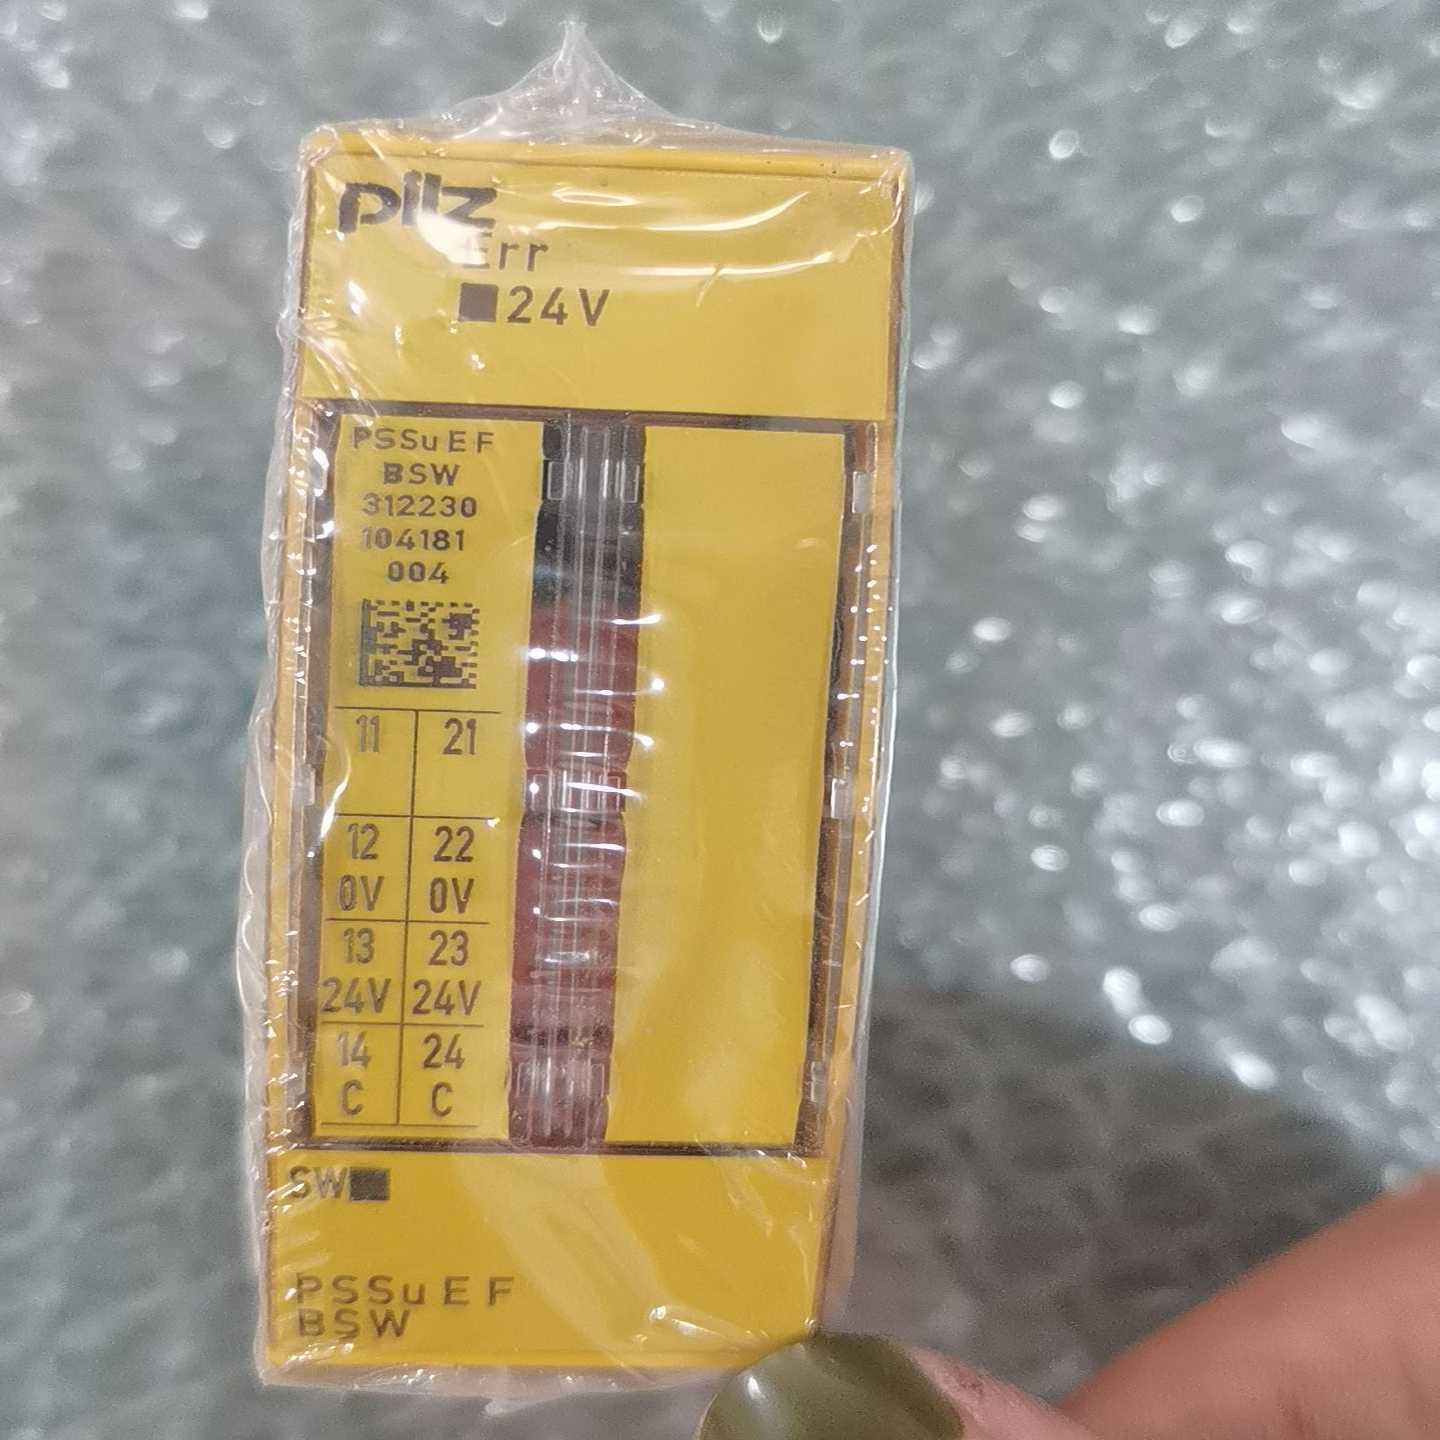 pilz
Err
24V
PSSu E F
BSW
312230
104181
004
11 21
12 22
0V 0V
13 23
24V 24V
14 24
C C
SW
PSSu E F
BSW